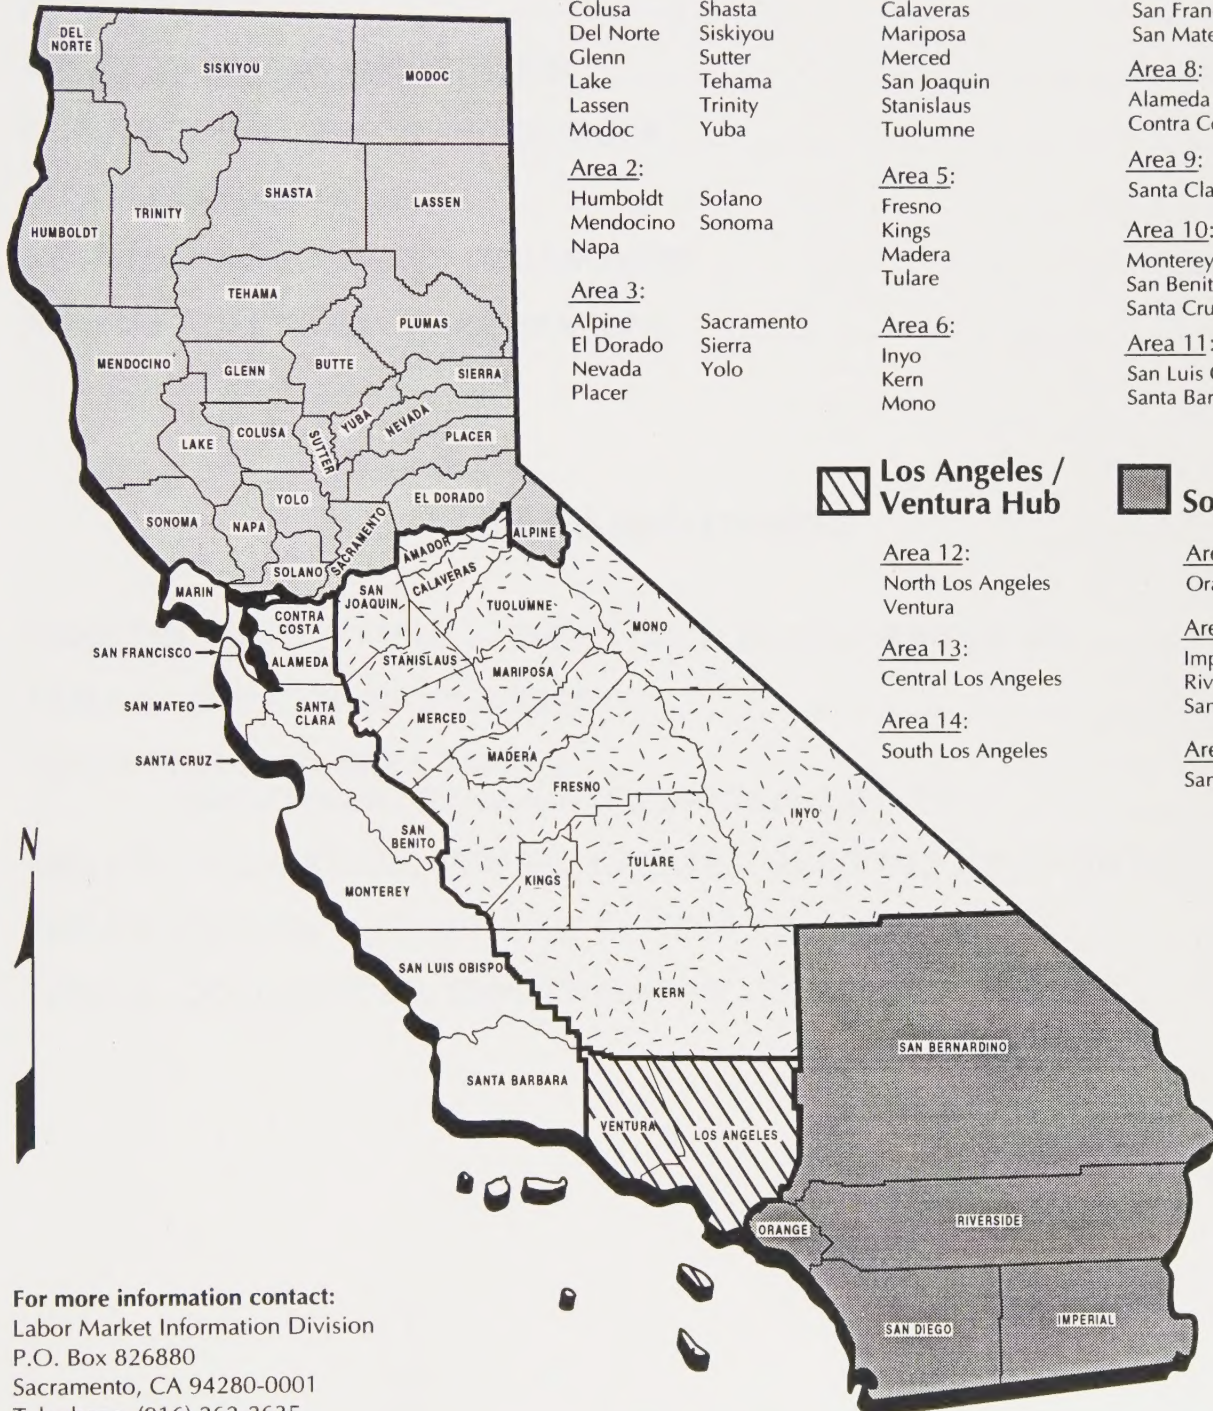 Colusa Shasta
Del Norte Siskiyou
Glenn Sutter
Lake Tehama
Lassen Trinity
Modoc Yuba
Area 2:
Humboldt Solano
Mendocino Sonoma
Napa
Area 3:
Alpine Sacramento
El Dorado Sierra
Nevada Yolo
Placer
Calaveras
Mariposa
Merced
San Joaquin
Stanislaus
Tuolumne
Area 5:
Fresno
Kings
Madera
Tulare
Area 6:
Inyo
Kern
Mono
San Fran
San Mate
Area 8:
Alameda
Contra C
Area 9:
Santa Cla
Area 10:
Monterey
San Benit
Santa Cru
Area 11:
San Luis
Santa Bar
Los Angeles /
Ventura Hub
Area 12:
North Los Angeles
Ventura
Area 13:
Central Los Angeles
Area 14:
South Los Angeles
So
Are
Ora
Are
Imp
Riv
San
Are
San
DEL
NORTE
SISKIYOU
MODOC
HUMBOLDT
TRINITY
SHASTA
LASSEN
TEHAMA
PLUMAS
MENDOCINO
GLENN
BUTTE
SIERRA
LAKE
COLUSA
SUTTER
YUBA
NEVADA
PLACER
SONOMA
NAPA
YOLO
EL DORADO
SACRAMENTO
SOLANO
ALPINE
AMADOR
CALAVERAS
MARIN
CONTRA
COSTA
SAN
JOAQUIN
TUOLUMNE
MONO
SAN FRANCISCO
ALAMEDA
STANISLAUS
MARIPOSA
SAN MATEO
SANTA
CLARA
MERCED
SANTA CRUZ
MADERA
FRESNO
INYO
SAN
BENITO
TULARE
KINGS
MONTEREY
N
SAN LUIS OBISPO
KERN
SAN BERNARDINO
SANTA BARBARA
VENTURA
LOS ANGELES
ORANGE
RIVERSIDE
SAN DIEGO
IMPERIAL
For more information contact:
Labor Market Information Division
P.O. Box 826880
Sacramento, CA 94280-0001